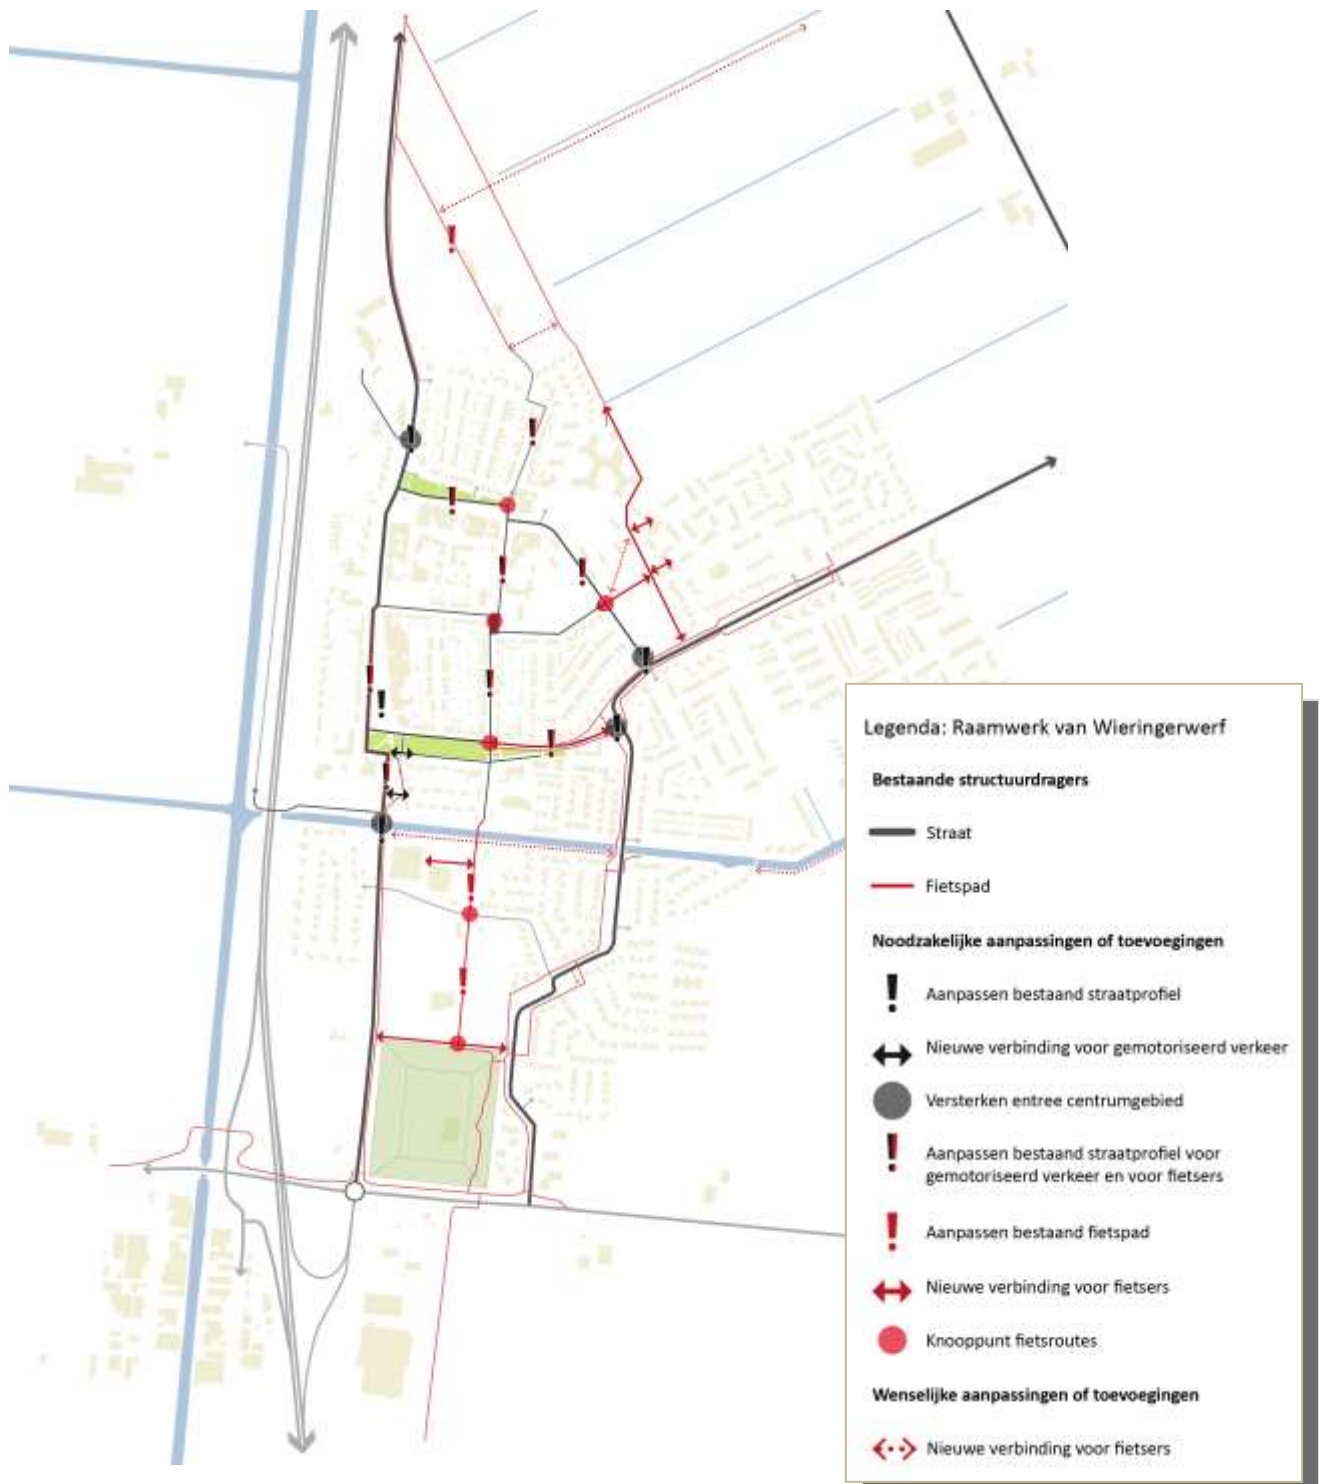 Legenda: Raamwerk van Wieringerwerf
Bestaande structuurdragers
Straat
Fietspad
Noodzakelijke aanpassingen of toevoegingen
Aanpassen bestaand straatprofiel
Nieuwe verbinding voor gemotoriseerd verkeer
Versterken entree centrumgebied
Aanpassen bestaand straatprofiel voor
gemotoriseerd verkeer en voor fietsers
Aanpassen bestaand fietspad
Nieuwe verbinding voor fietsers
Knooppunt fietsroutes
Wenselijke aanpassingen of toevoegingen
Nieuwe verbinding voor fietsers